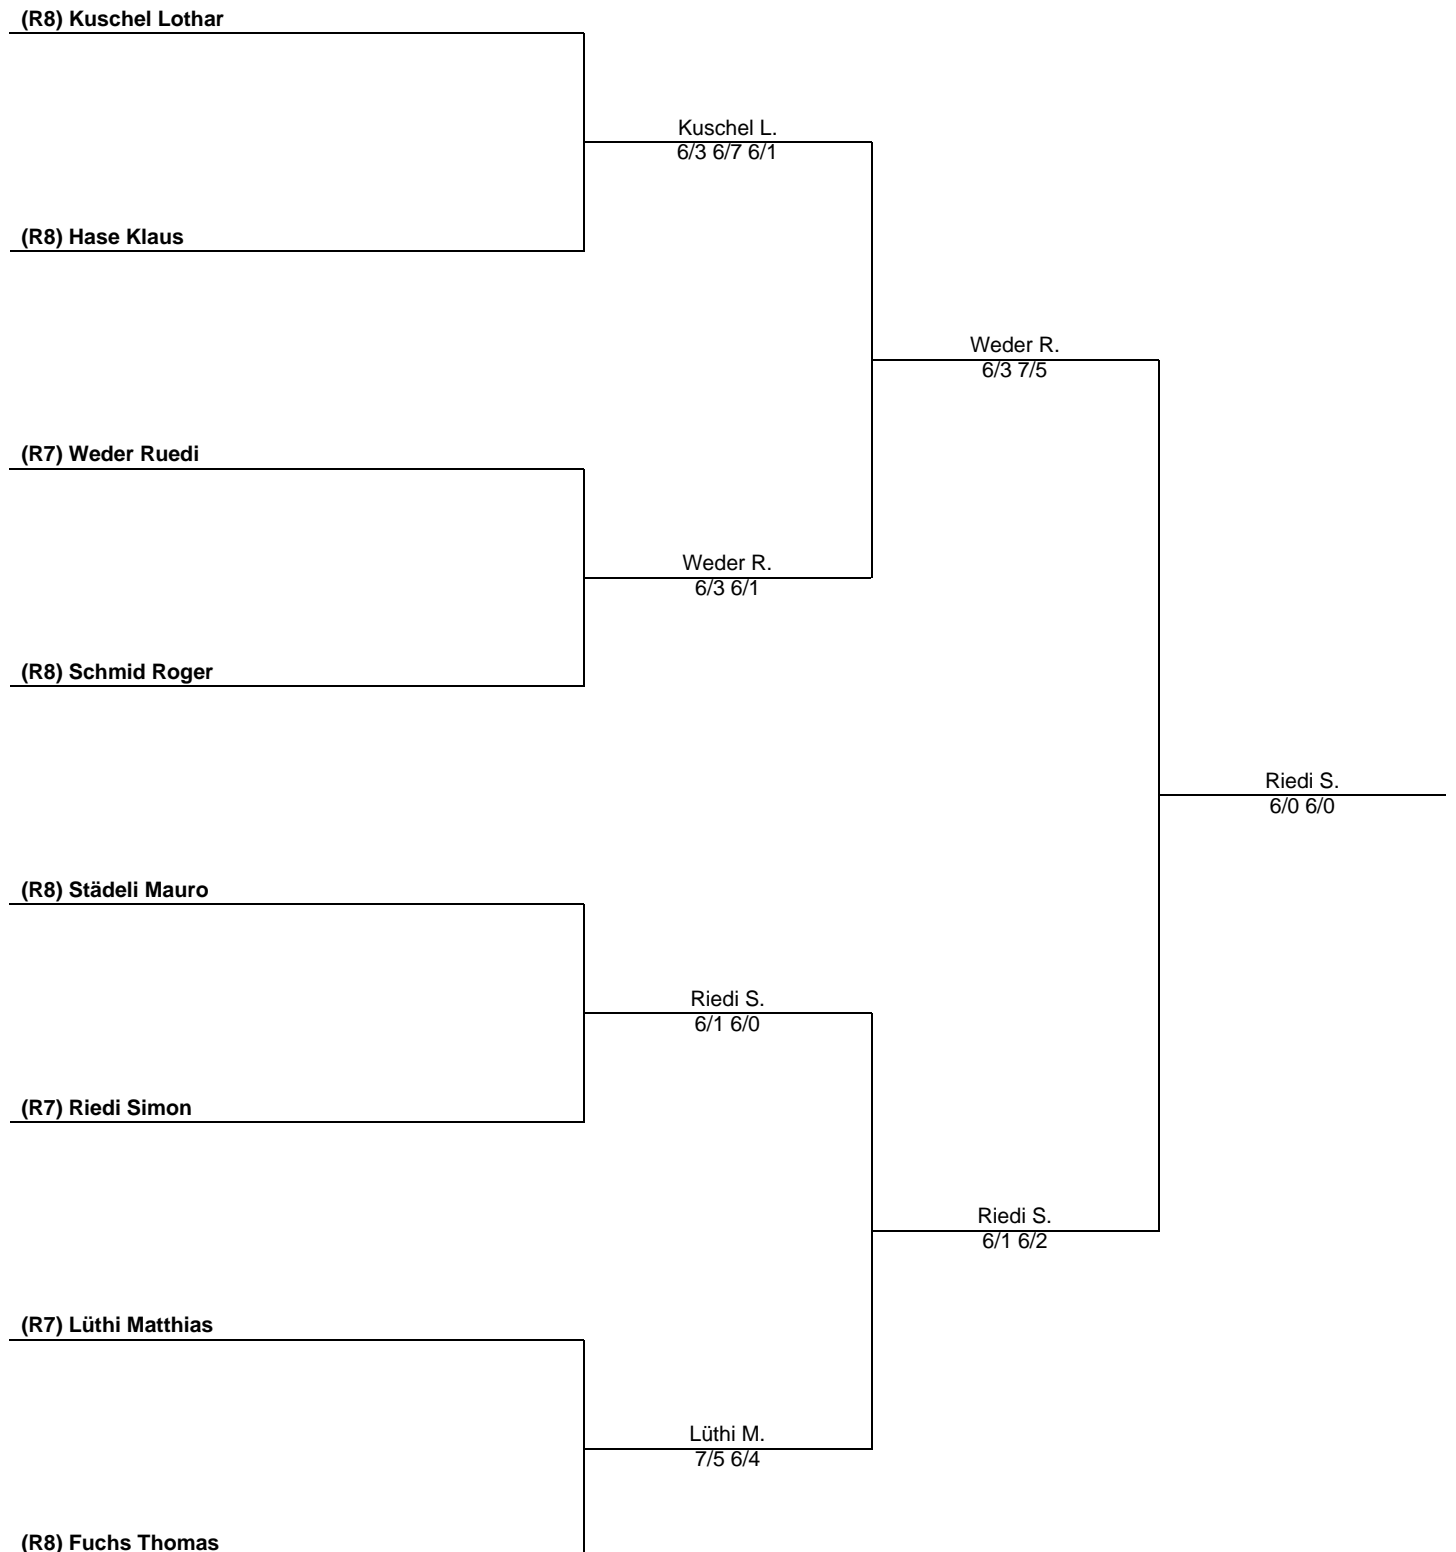 (R8) Kuschel Lothar
Kuschel L.
6/3 6/7 6/1
(R8) Hase Klaus
Weder R.
6/3 7/5
(R7) Weder Ruedi
Weder R.
6/3 6/1
(R8) Schmid Roger
Riedi S.
6/0 6/0
(R8) Städeli Mauro
Riedi S.
6/1 6/0
(R7) Riedi Simon
Riedi S.
6/1 6/2
(R7) Lüthi Matthias
Lüthi M.
7/5 6/4
(R8) Fuchs Thomas